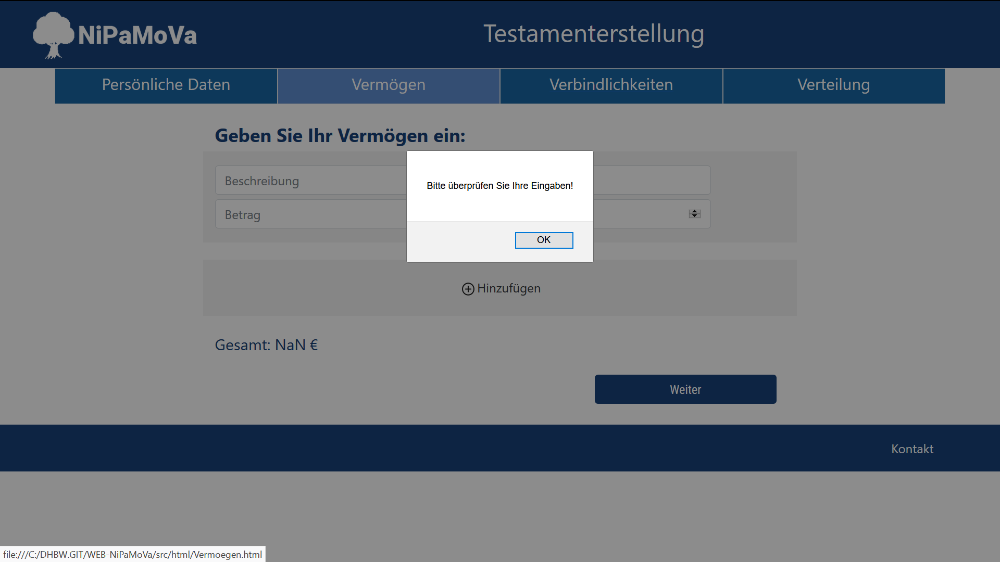 NiPaMoVa
Testamenterstellung
Persönliche Daten
Vermögen
Verbindlichkeiten
Verteilung
Geben Sie Ihr Vermögen ein:
Beschreibung
Betrag
Bitte überprüfen Sie Ihre Eingaben!
OK
Hinzufügen
Gesamt: NaN €
Weiter
Kontakt
file:///C:/DHBW.GIT/WEB-NiPaMoVa/src/html/Vermoegen.html